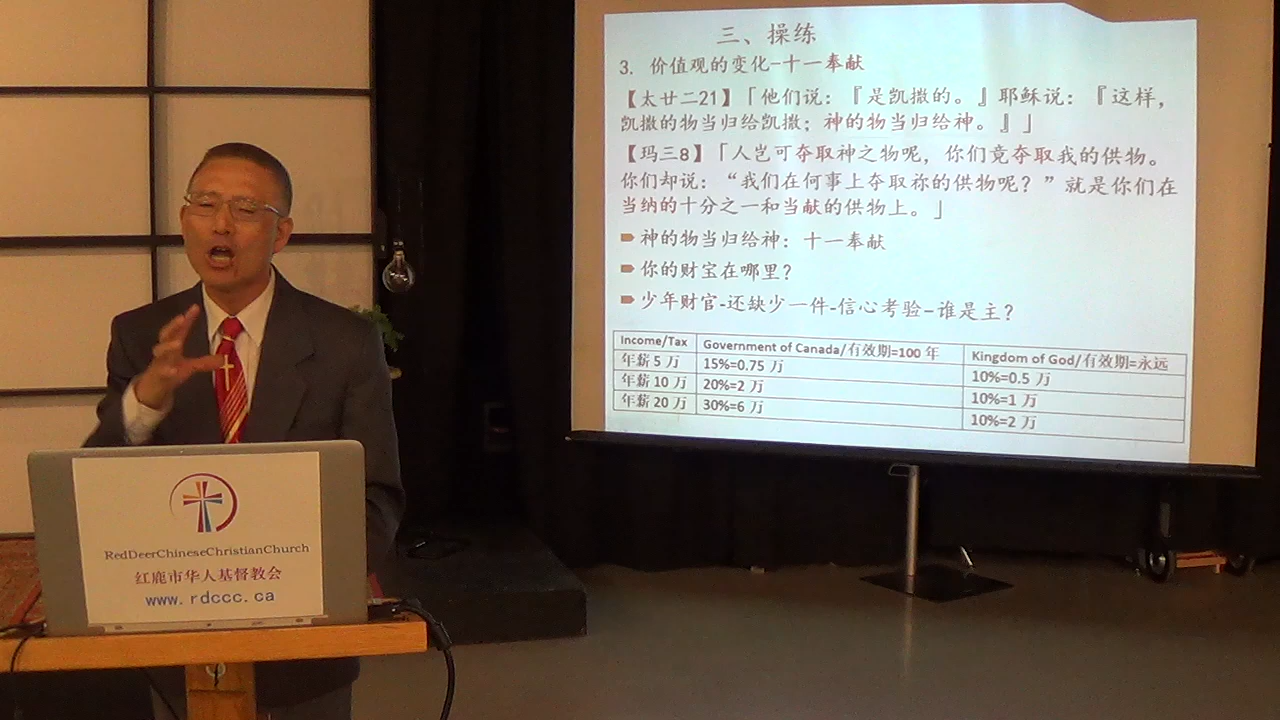 三、操练
3. 价值观的变化-十一奉献
【太廿二21】「他们说：『是凯撒的。』耶稣说：『这样，
凯撒的物当归给凯撒；神的物当归给神。』」
【玛三8】「人岂可夺取神之物呢，你们竟夺取我的供物。
你们却说：“我们在何事上夺取祢的供物呢？”就是你们在
当纳的十分之一和当献的供物上。」
神的物当归给神：十一奉献
你的财宝在哪里？
少年财官-还缺少一件-信心考验-谁是主？
Income/Tax Government of Canada/有效期=100 年 Kingdom of God/有效期=永远
年薪 5 万 15%=0.75 万 10%=0.5 万
年薪 10 万 20%=2 万 10%=1 万
年薪 20 万 30%=6 万 10%=2 万
RedDeerChineseChristianChurch
红鹿市华人基督教会
www.rdccc.ca